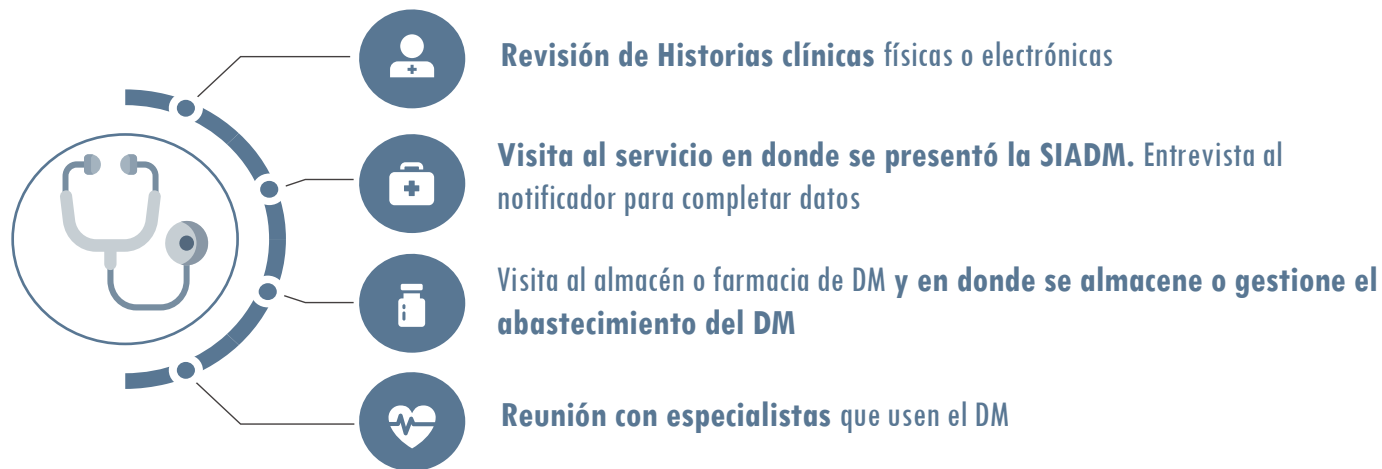 Revisión de Historias clínicas físicas o electrónicas
Visita al servicio en donde se presentó la SIADM. Entrevista al
notificador para completar datos
Visita al almacén o farmacia de DM y en donde se almacene o gestione el
abastecimiento del DM
Reunión con especialistas que usen el DM